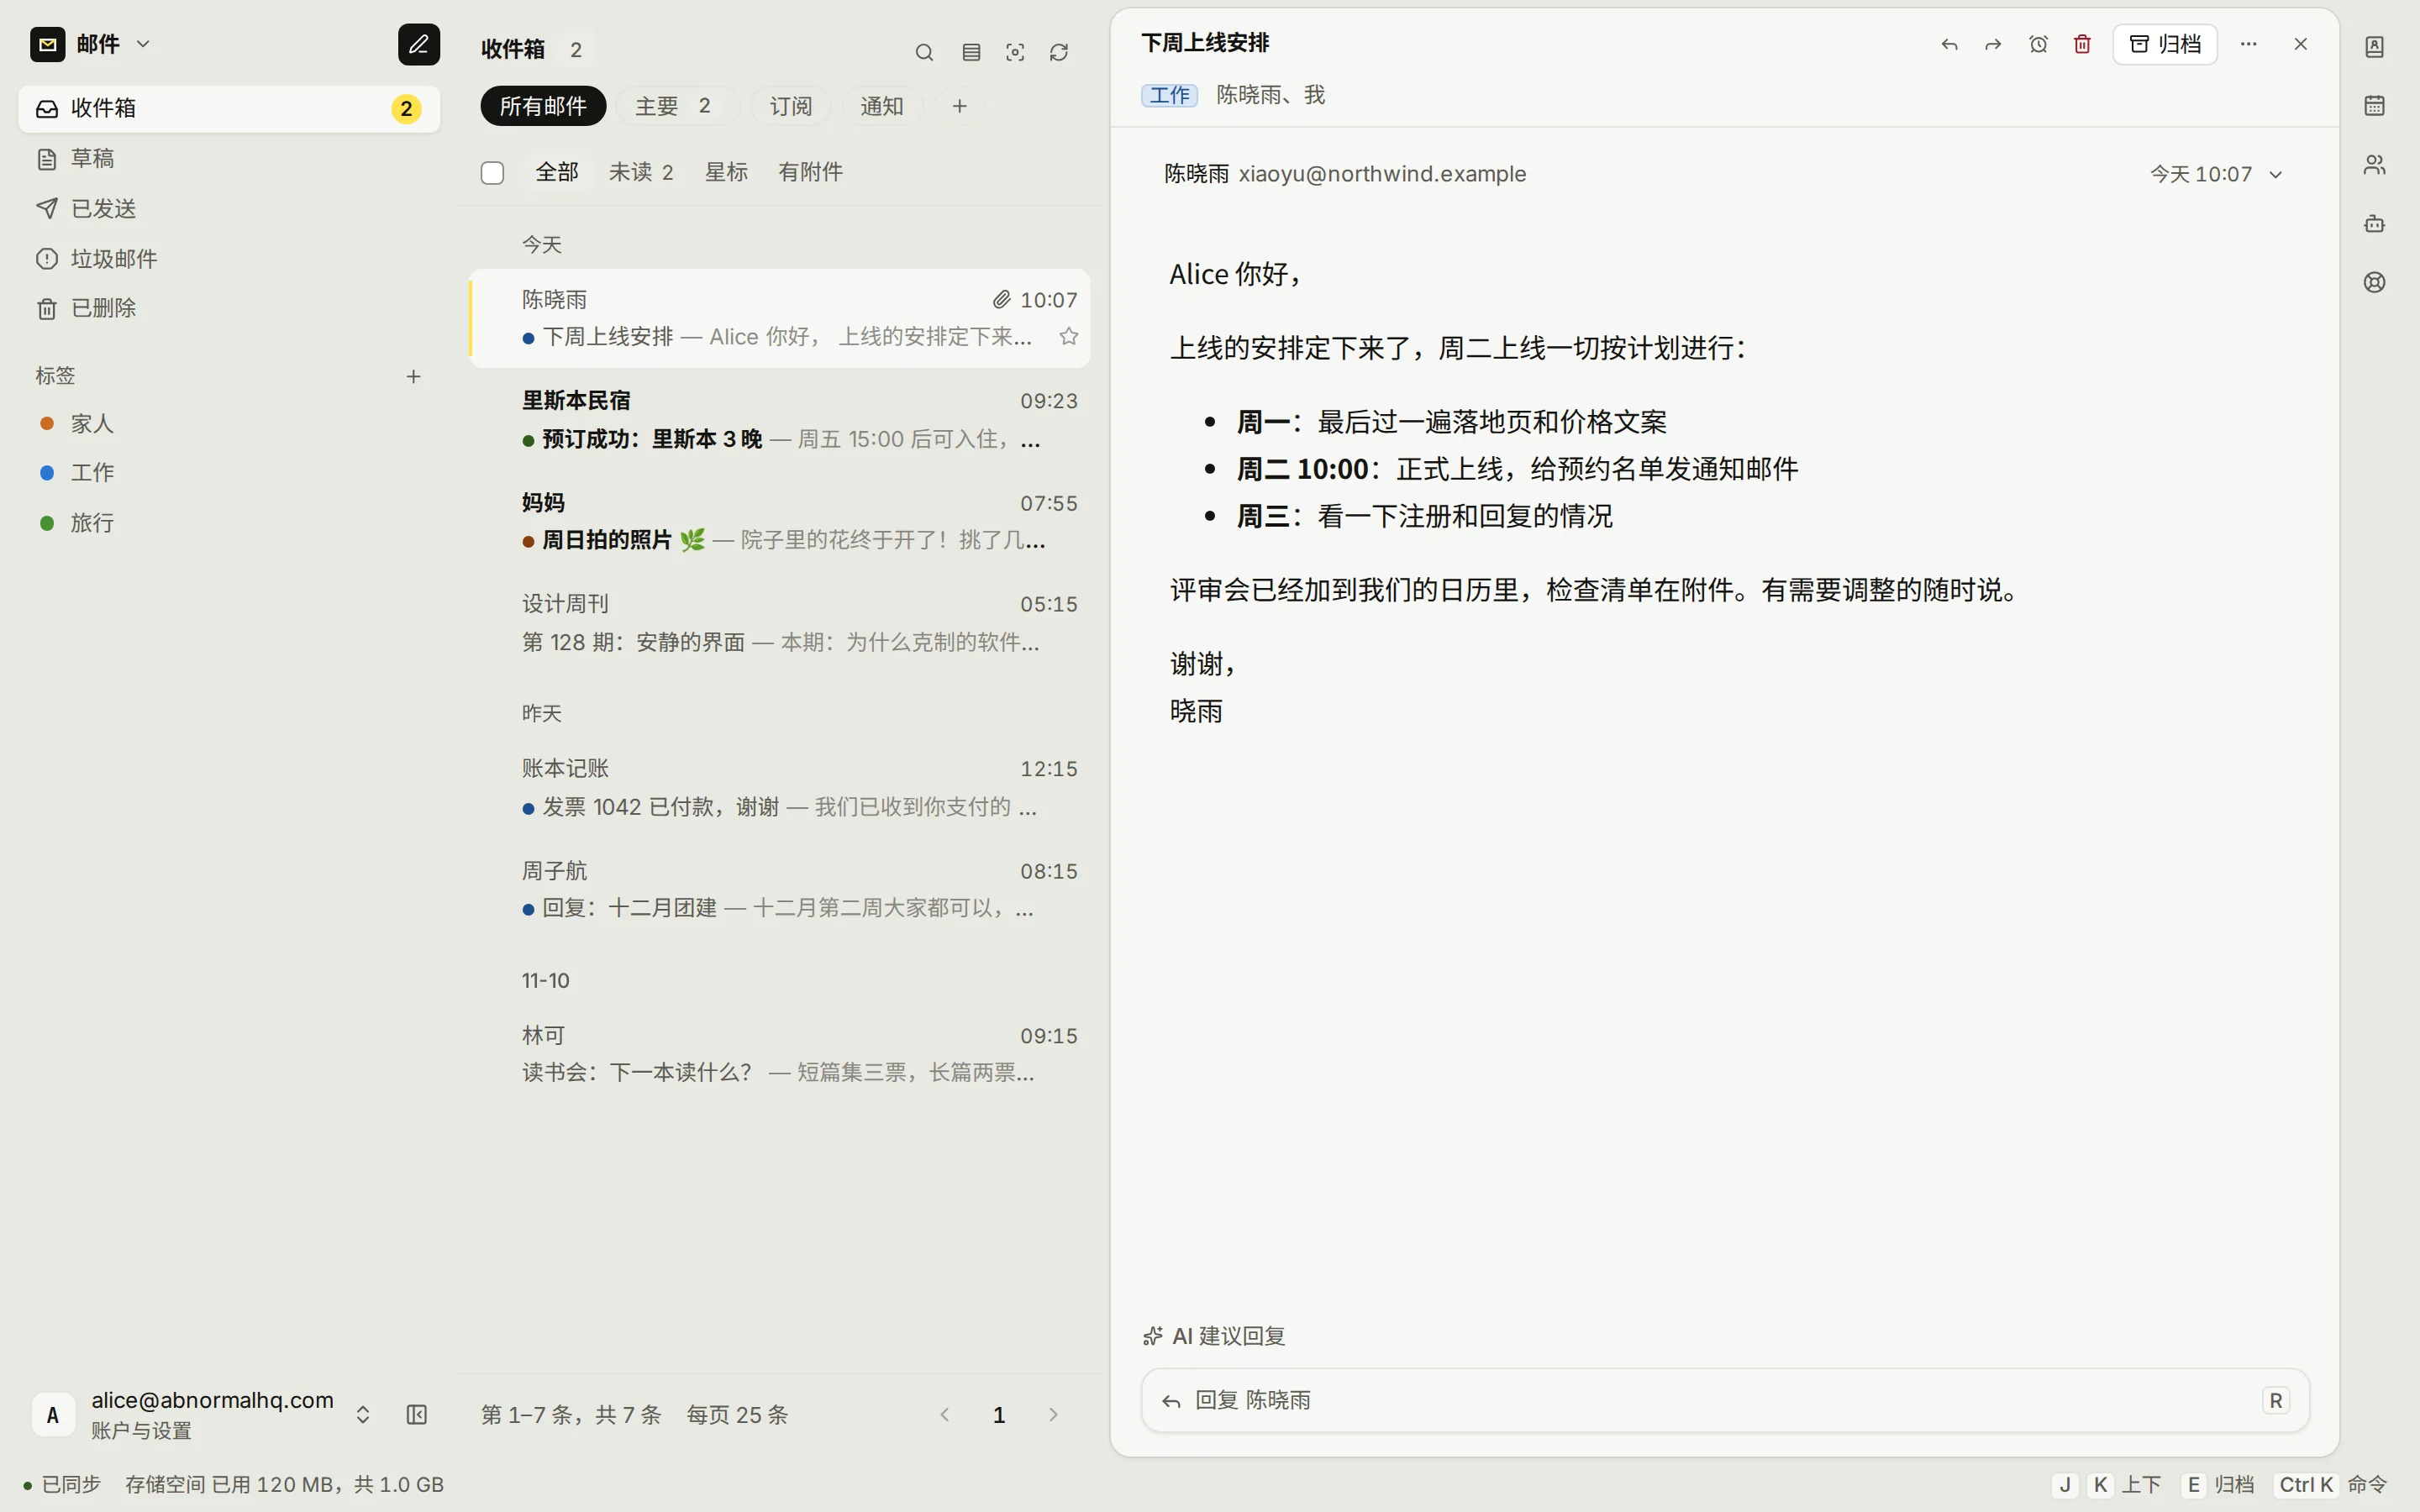 邮件
收件箱 2
草稿
已发送
垃圾邮件
已删除
标签
家人
工作
旅行
A
alice@abnormalhq.com
账户与设置
已同步 存储空间 已用 120 MB，共 1.0 GB
收件箱 2
所有邮件 主要 2 订阅 通知
全部 未读 2 星标 有附件
今天
陈晓雨 10:07
下周上线安排 — Alice 你好， 上线的安排定下来...
里斯本民宿 09:23
预订成功：里斯本 3 晚 — 周五 15:00 后可入住，...
妈妈 07:55
周日拍的照片 🌿 — 院子里的花终于开了！挑了几...
设计周刊 05:15
第 128 期：安静的界面 — 本期：为什么克制的软件...
昨天
账本记账 12:15
发票 1042 已付款，谢谢 — 我们已收到你支付的 ...
周子航 08:15
回复：十二月团建 — 十二月第二周大家都可以，...
11-10
林可 09:15
读书会：下一本读什么？ — 短篇集三票，长篇两票...
第 1–7 条，共 7 条 每页 25 条 1
下周上线安排
归档
工作 陈晓雨、我
陈晓雨 xiaoyu@northwind.example 今天 10:07
Alice 你好，
上线的安排定下来了，周二上线一切按计划进行：
周一：最后过一遍落地页和价格文案
周二 10:00：正式上线，给预约名单发通知邮件
周三：看一下注册和回复的情况
评审会已经加到我们的日历里，检查清单在附件。有需要调整的随时说。
谢谢，
晓雨
AI 建议回复
回复 陈晓雨 R
J K 上下 E 归档 Ctrl K 命令